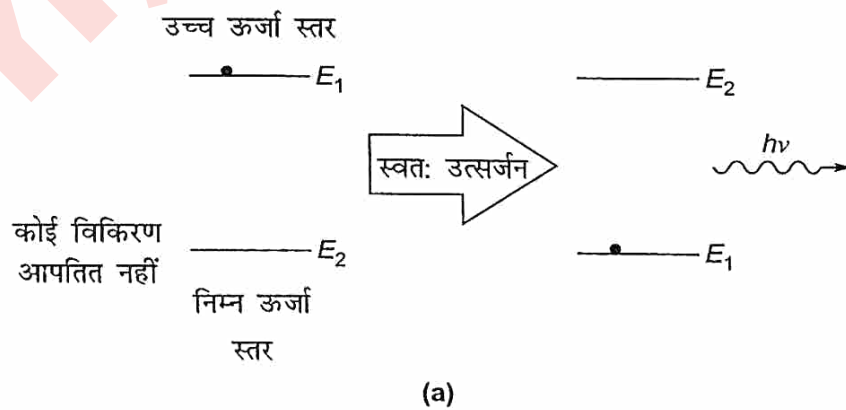 उच्च ऊर्जा स्तर
E₁
E₂
hν
स्वतः उत्सर्जन
कोई विकिरण
आपतित नहीं
E₂
E₁
निम्न ऊर्जा
स्तर
(a)